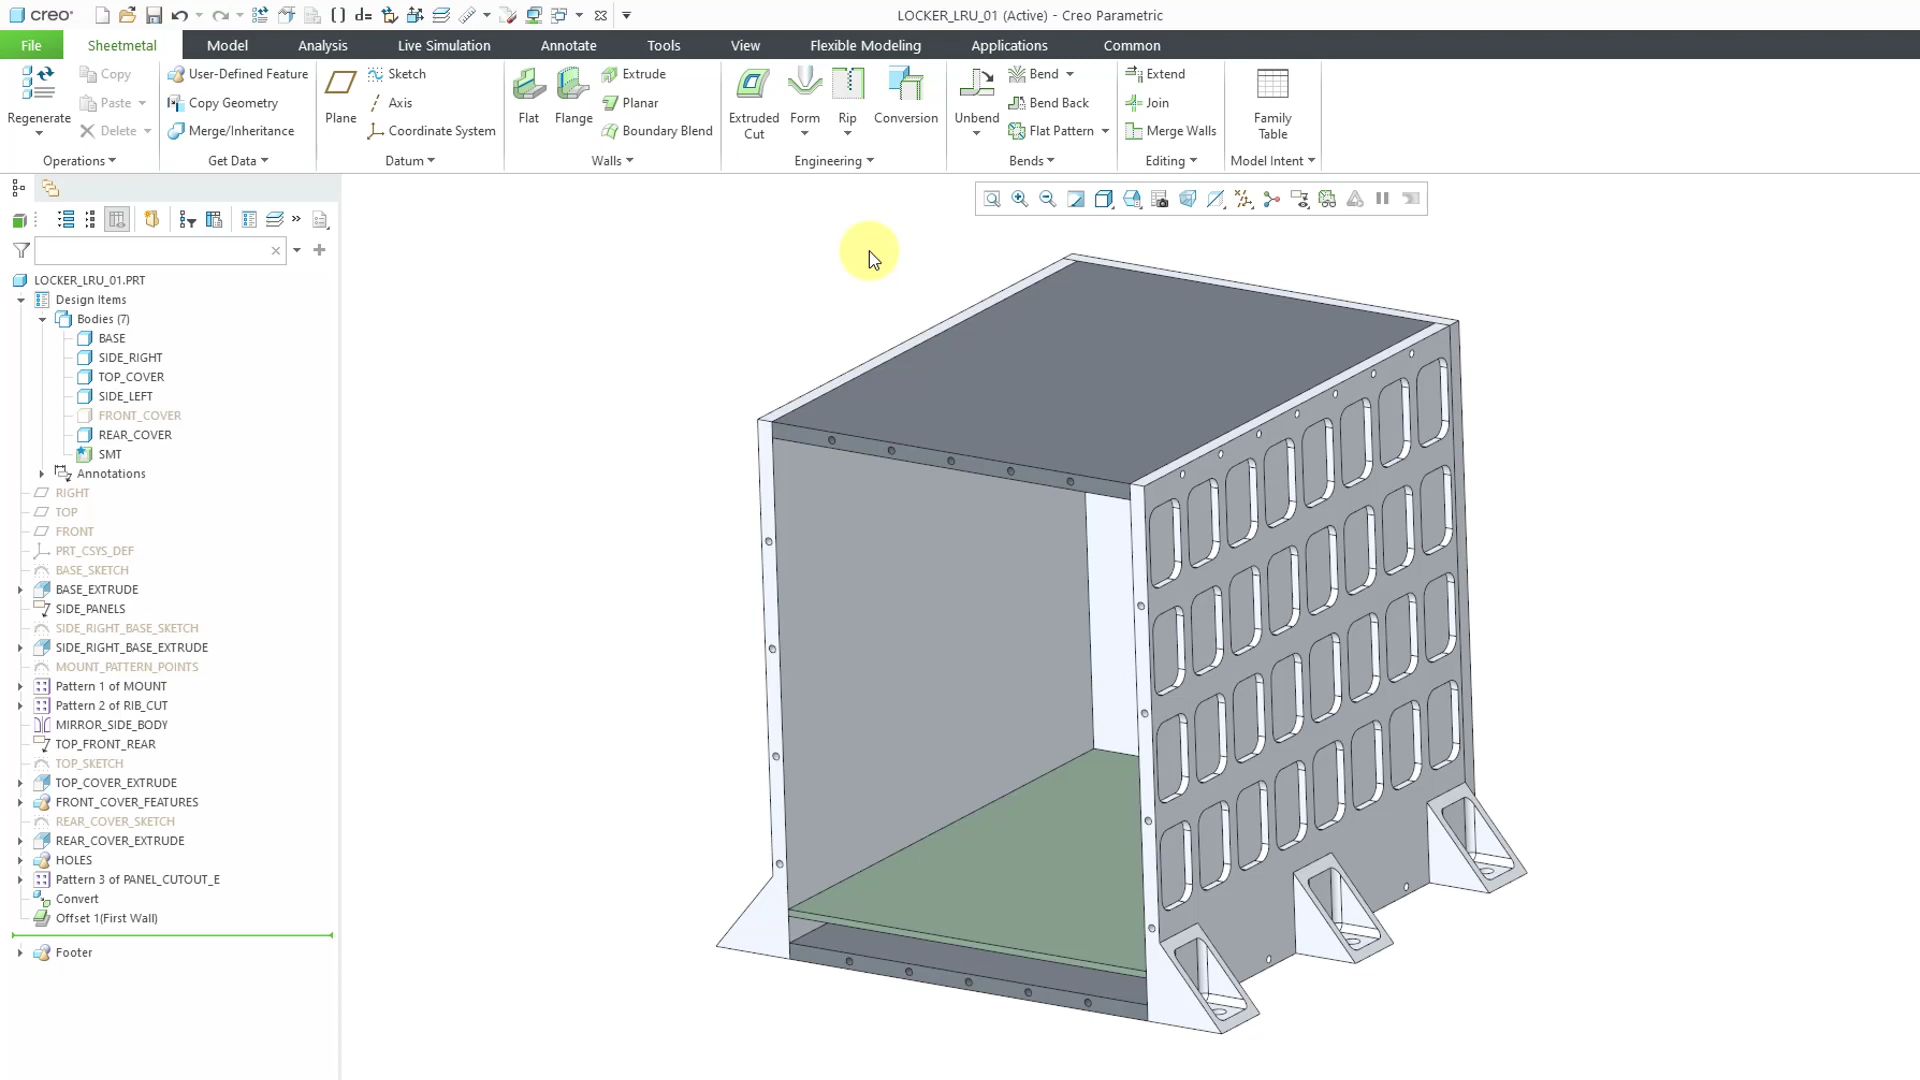 creo
LOCKER_LRU_01 (Active) - Creo Parametric
File
Sheetmetal
Model
Analysis
Live Simulation
Annotate
Tools
View
Flexible Modeling
Applications
Common
Regenerate
Copy
Paste
Delete
Operations
User-Defined Feature
Copy Geometry
Merge/Inheritance
Get Data
Plane
Sketch
Axis
Coordinate System
Datum
Flat
Flange
Extrude
Planar
Boundary Blend
Walls
Extruded
Cut
Form
Rip
Conversion
Engineering
Unbend
Bend
Bend Back
Flat Pattern
Bends
Extend
Join
Merge Walls
Editing
Family
Table
Model Intent
LOCKER_LRU_01.PRT
Design Items
Bodies (7)
BASE
SIDE_RIGHT
TOP_COVER
SIDE_LEFT
FRONT_COVER
REAR_COVER
SMT
Annotations
RIGHT
TOP
FRONT
PRT_CSYS_DEF
BASE_SKETCH
BASE_EXTRUDE
SIDE_PANELS
SIDE_RIGHT_BASE_SKETCH
SIDE_RIGHT_BASE_EXTRUDE
MOUNT_PATTERN_POINTS
Pattern 1 of MOUNT
Pattern 2 of RIB_CUT
MIRROR_SIDE_BODY
TOP_FRONT_REAR
TOP_SKETCH
TOP_COVER_EXTRUDE
FRONT_COVER_FEATURES
REAR_COVER_SKETCH
REAR_COVER_EXTRUDE
HOLES
Pattern 3 of PANEL_CUTOUT_E
Convert
Offset 1(First Wall)
Footer